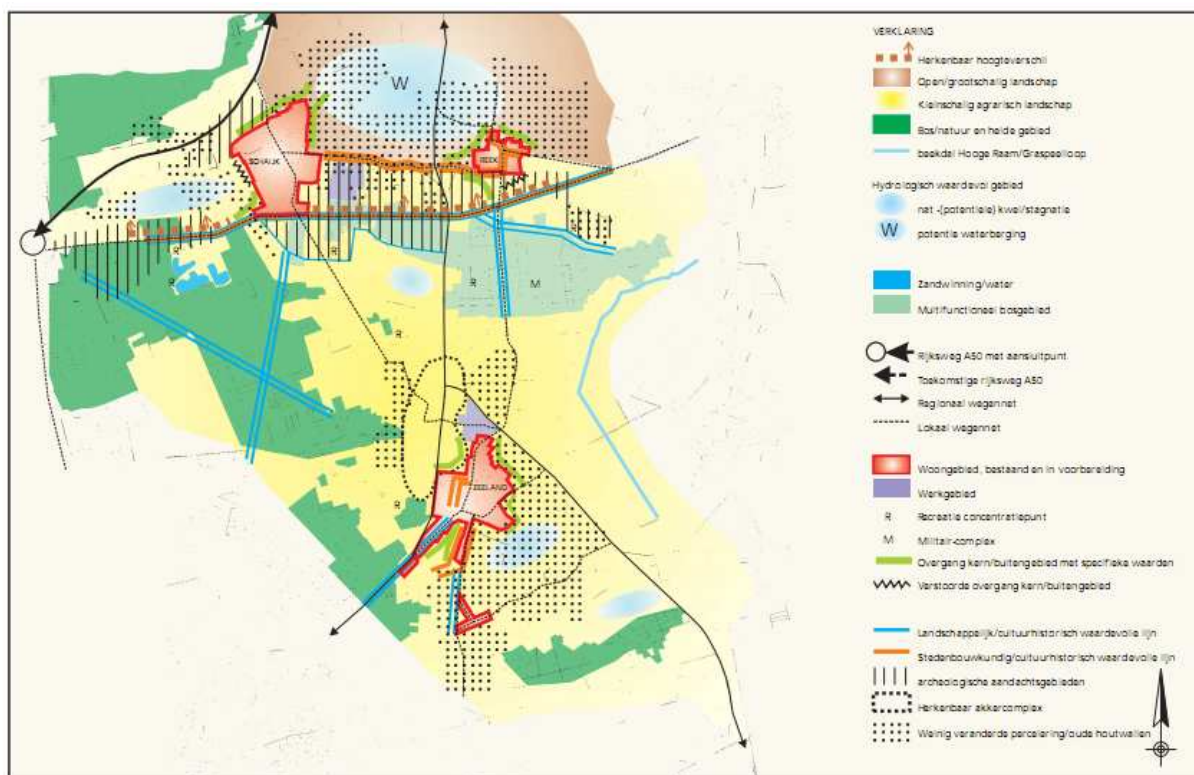 W
SCHAIJK
REEK
R
R
R
M
R
ZEELAND
R
VERKLARING
Herkenbaar hoogteverschil
Open/grootschalig landschap
Kleinschalig agrarisch landschap
Bos/natuur en heide gebied
beekdal Hooge Raam/Graspeelloop
Hydrologisch waardevol gebied
nat -(potentiele) kwel/stagnatie
W potentie waterberging
Zandwinning/water
Multifunctioneel bosgebied
Rijksweg A50 met aansluitpunt
Toekomstige rijksweg A50
Regionaal wegennet
Lokaal wegennet
Woongebied, bestaand en in voorbereiding
Werkgebied
R Recreatie concentratiepunt
M Militair-complex
Overgang kern/buitengebied met specifieke waarden
Verstoorde overgang kern/buitengebied
Landschappelijk/cultuurhistorisch waardevolle lijn
Stedenbouwkundig/cultuurhistorisch waardevolle lijn
archeologische aandachtsgebieden
Herkenbaar akkercomplex
Weinig veranderde percelering/oude houtwallen